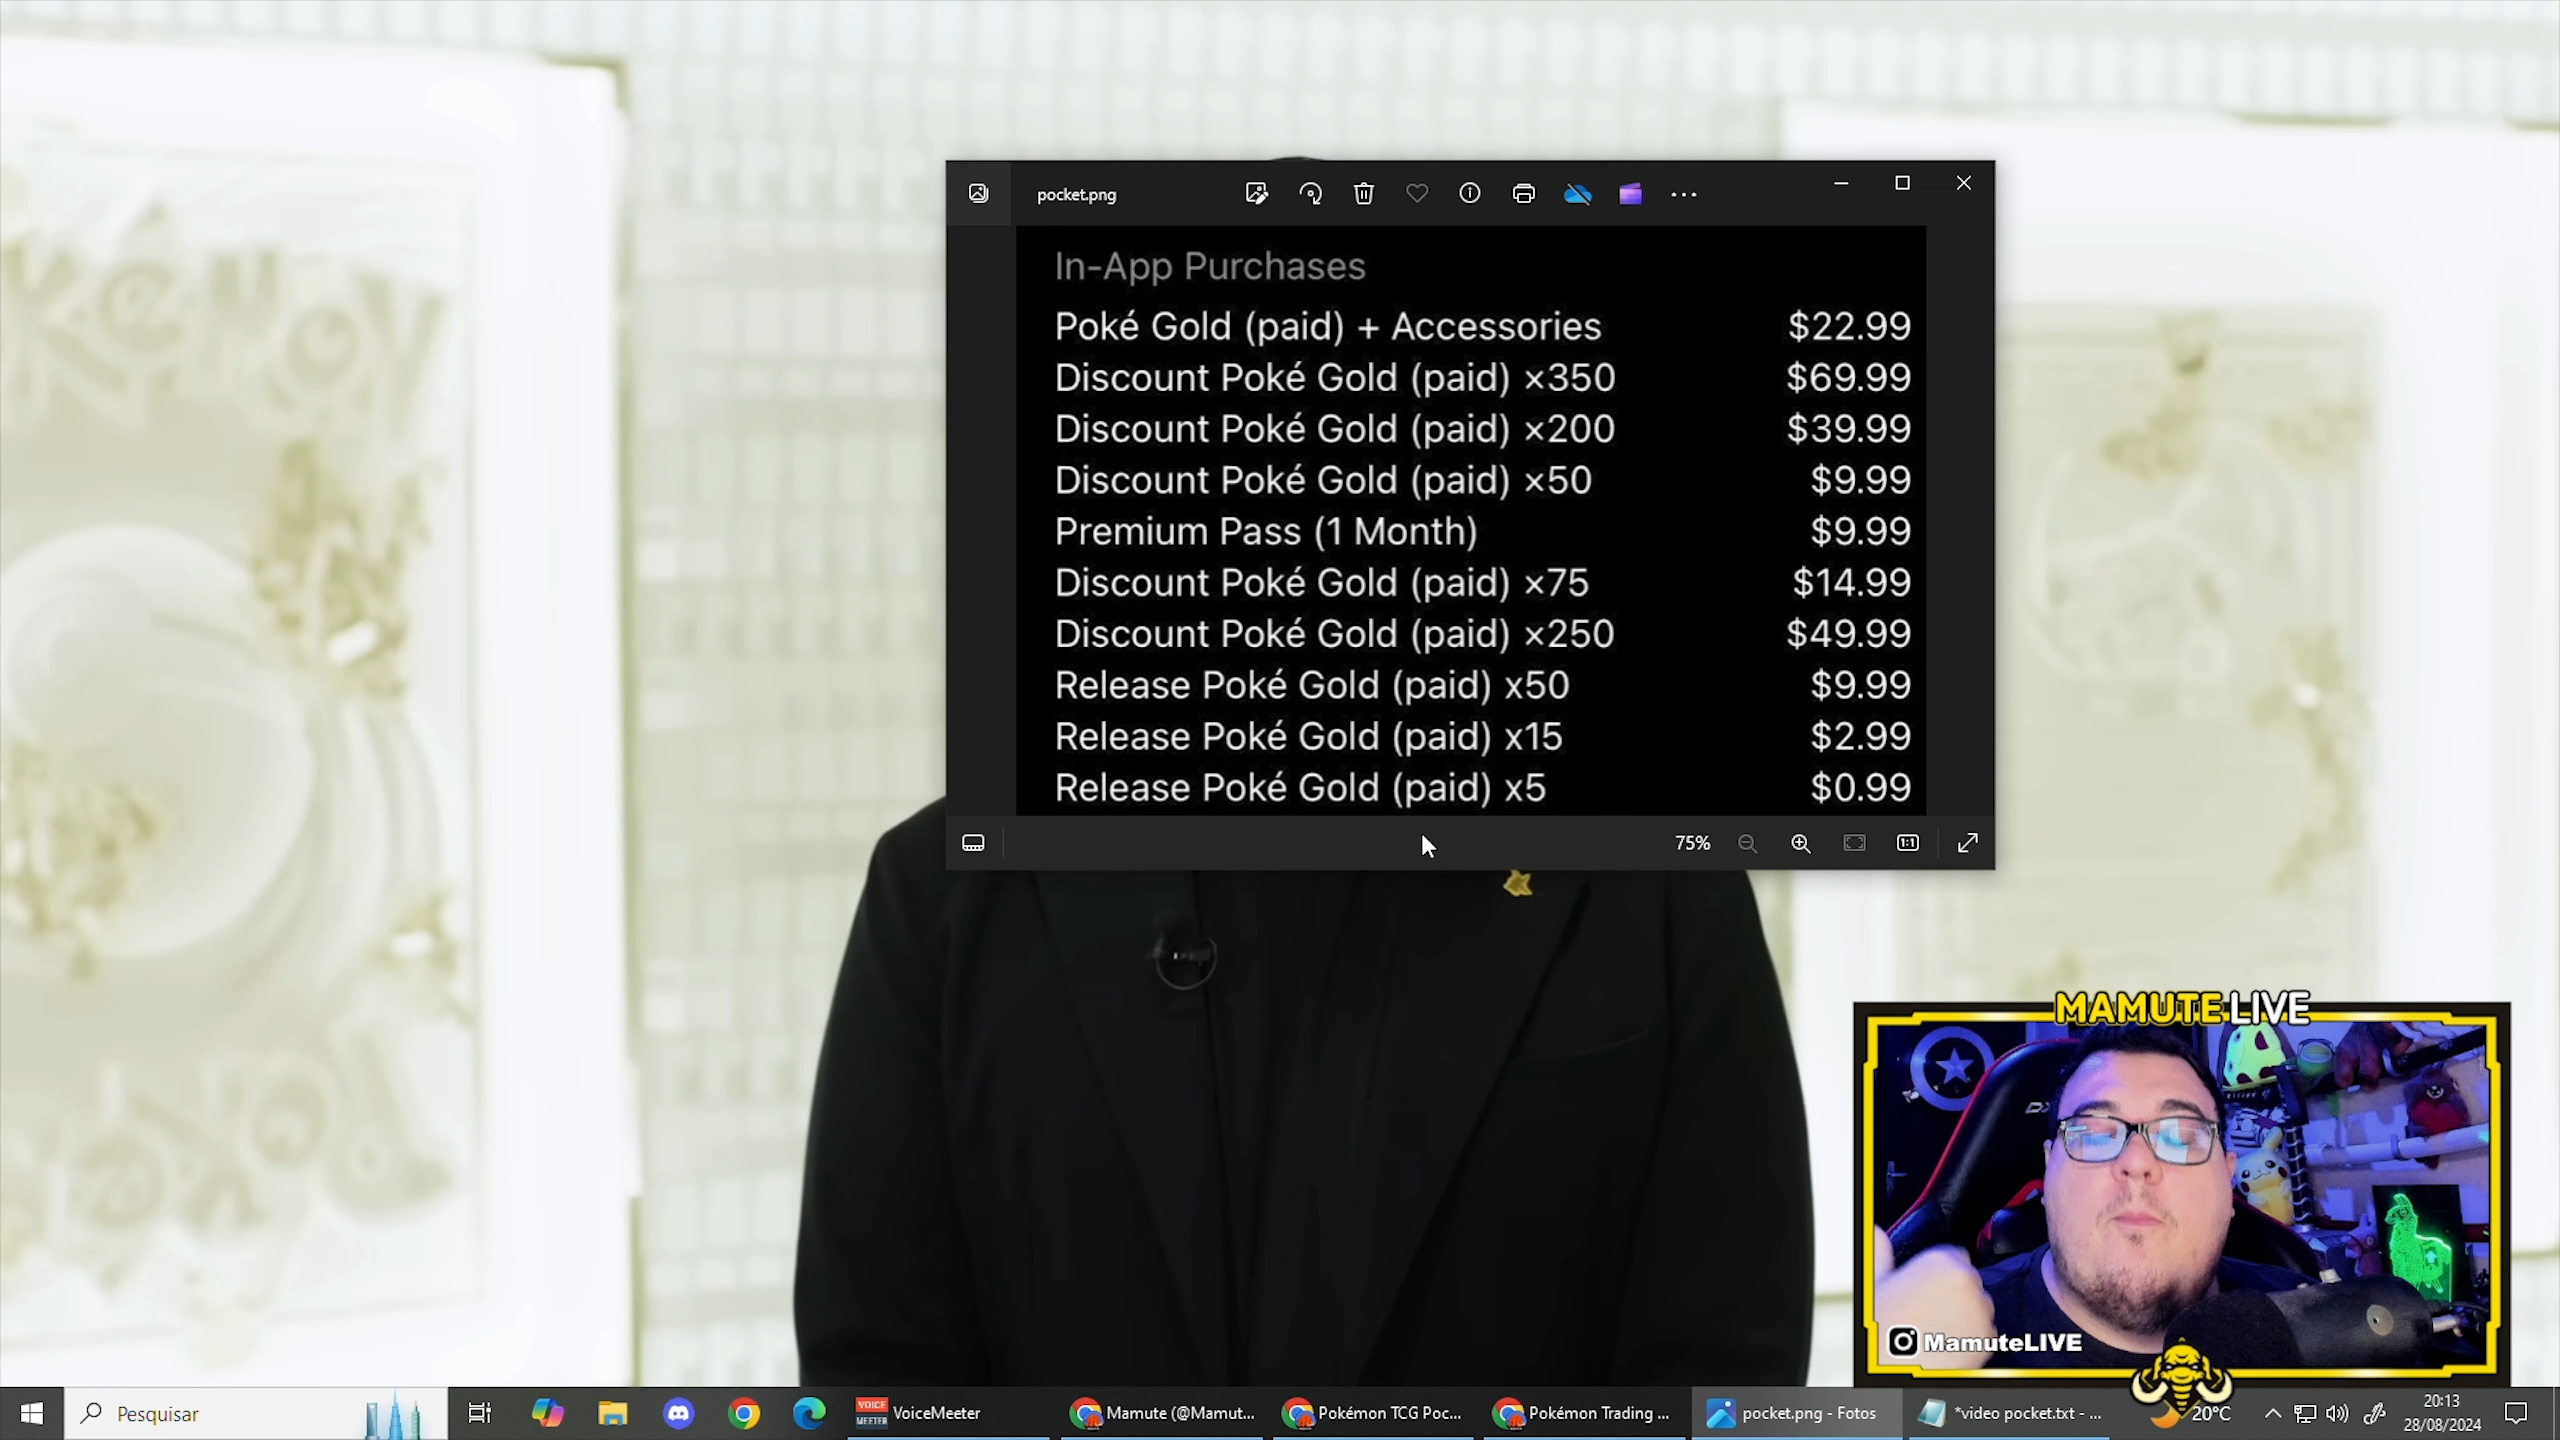 pocket.png
In-App Purchases
Poké Gold (paid) + Accessories $22.99
Discount Poké Gold (paid) ×350 $69.99
Discount Poké Gold (paid) ×200 $39.99
Discount Poké Gold (paid) ×50 $9.99
Premium Pass (1 Month) $9.99
Discount Poké Gold (paid) ×75 $14.99
Discount Poké Gold (paid) ×250 $49.99
Release Poké Gold (paid) x50 $9.99
Release Poké Gold (paid) x15 $2.99
Release Poké Gold (paid) x5 $0.99
75%
1:1
MAMUTE LIVE
MamuteLIVE
Pesquisar
VOICE MEETER
VoiceMeeter
Mamute (@Mamut...
Pokémon TCG Poc...
Pokémon Trading ...
pocket.png - Fotos
*video pocket.txt - ...
20°C
20:13
28/08/2024